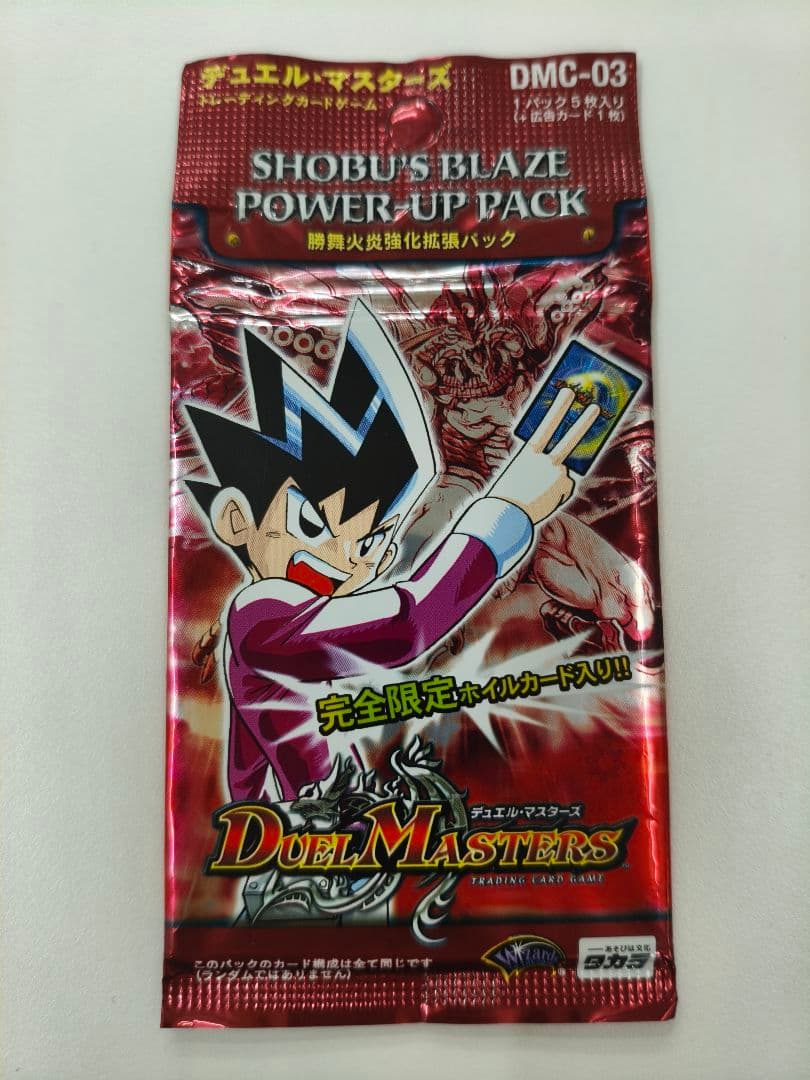 デュエル・マスターズ
トレーディングカードゲーム
DMC-03
1パック5枚入り
(+広告カード1枚)
SHOBU'S BLAZE
POWER-UP PACK
勝舞火炎強化拡張パック
完全限定ホイルカード入り!!
デュエル・マスターズ
DUEL MASTERS
TRADING CARD GAME
このパックのカード構成は全て同じです
(ランダムではありません)
Wizards
あそびは文化
タカラ